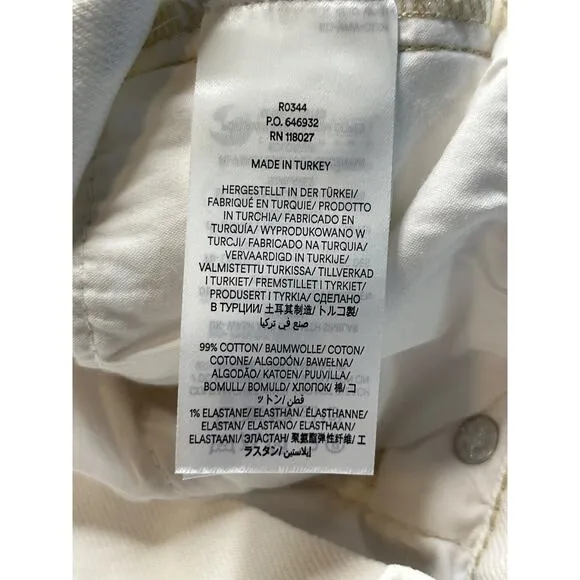 R0344
P.O. 646932
RN 118027
MADE IN TURKEY
HERGESTELLT IN DER TÜRKEI/
FABRIQUÉ EN TURQUIE/ PRODOTTO
IN TURCHIA/ FABRICADO EN
TURQUÍA/ WYPRODUKOWANO W
TURCJI/ FABRICADO NA TURQUIA/
VERVAARDIGD IN TURKIJE/
VALMISTETTU TURKISSA/ TILLVERKAD
I TURKIET/ FREMSTILLET I TYRKIET/
PRODUSERT I TYRKIA/ СДЕЛАНО
В ТУРЦИИ/ 土耳其制造/ トルコ製/
صنع في تركيا
99% COTTON/ BAUMWOLLE/ COTON/
COTONE/ ALGODÓN/ BAWEŁNA/
ALGODÃO/ KATOEN/ PUUVILLA/
BOMULL/ BOMULD/ ХЛОПОК/ 棉/ コ
ットン/ قطن/
1% ELASTANE/ ELASTHAN/ ÉLASTHANNE/
ELASTAN/ ELASTANO/ ELASTHAAN/
ELASTAANI/ ЭЛАСТАН/ 聚氨酯弹性纤维/ エ
ラスタン/ إيلاستين/